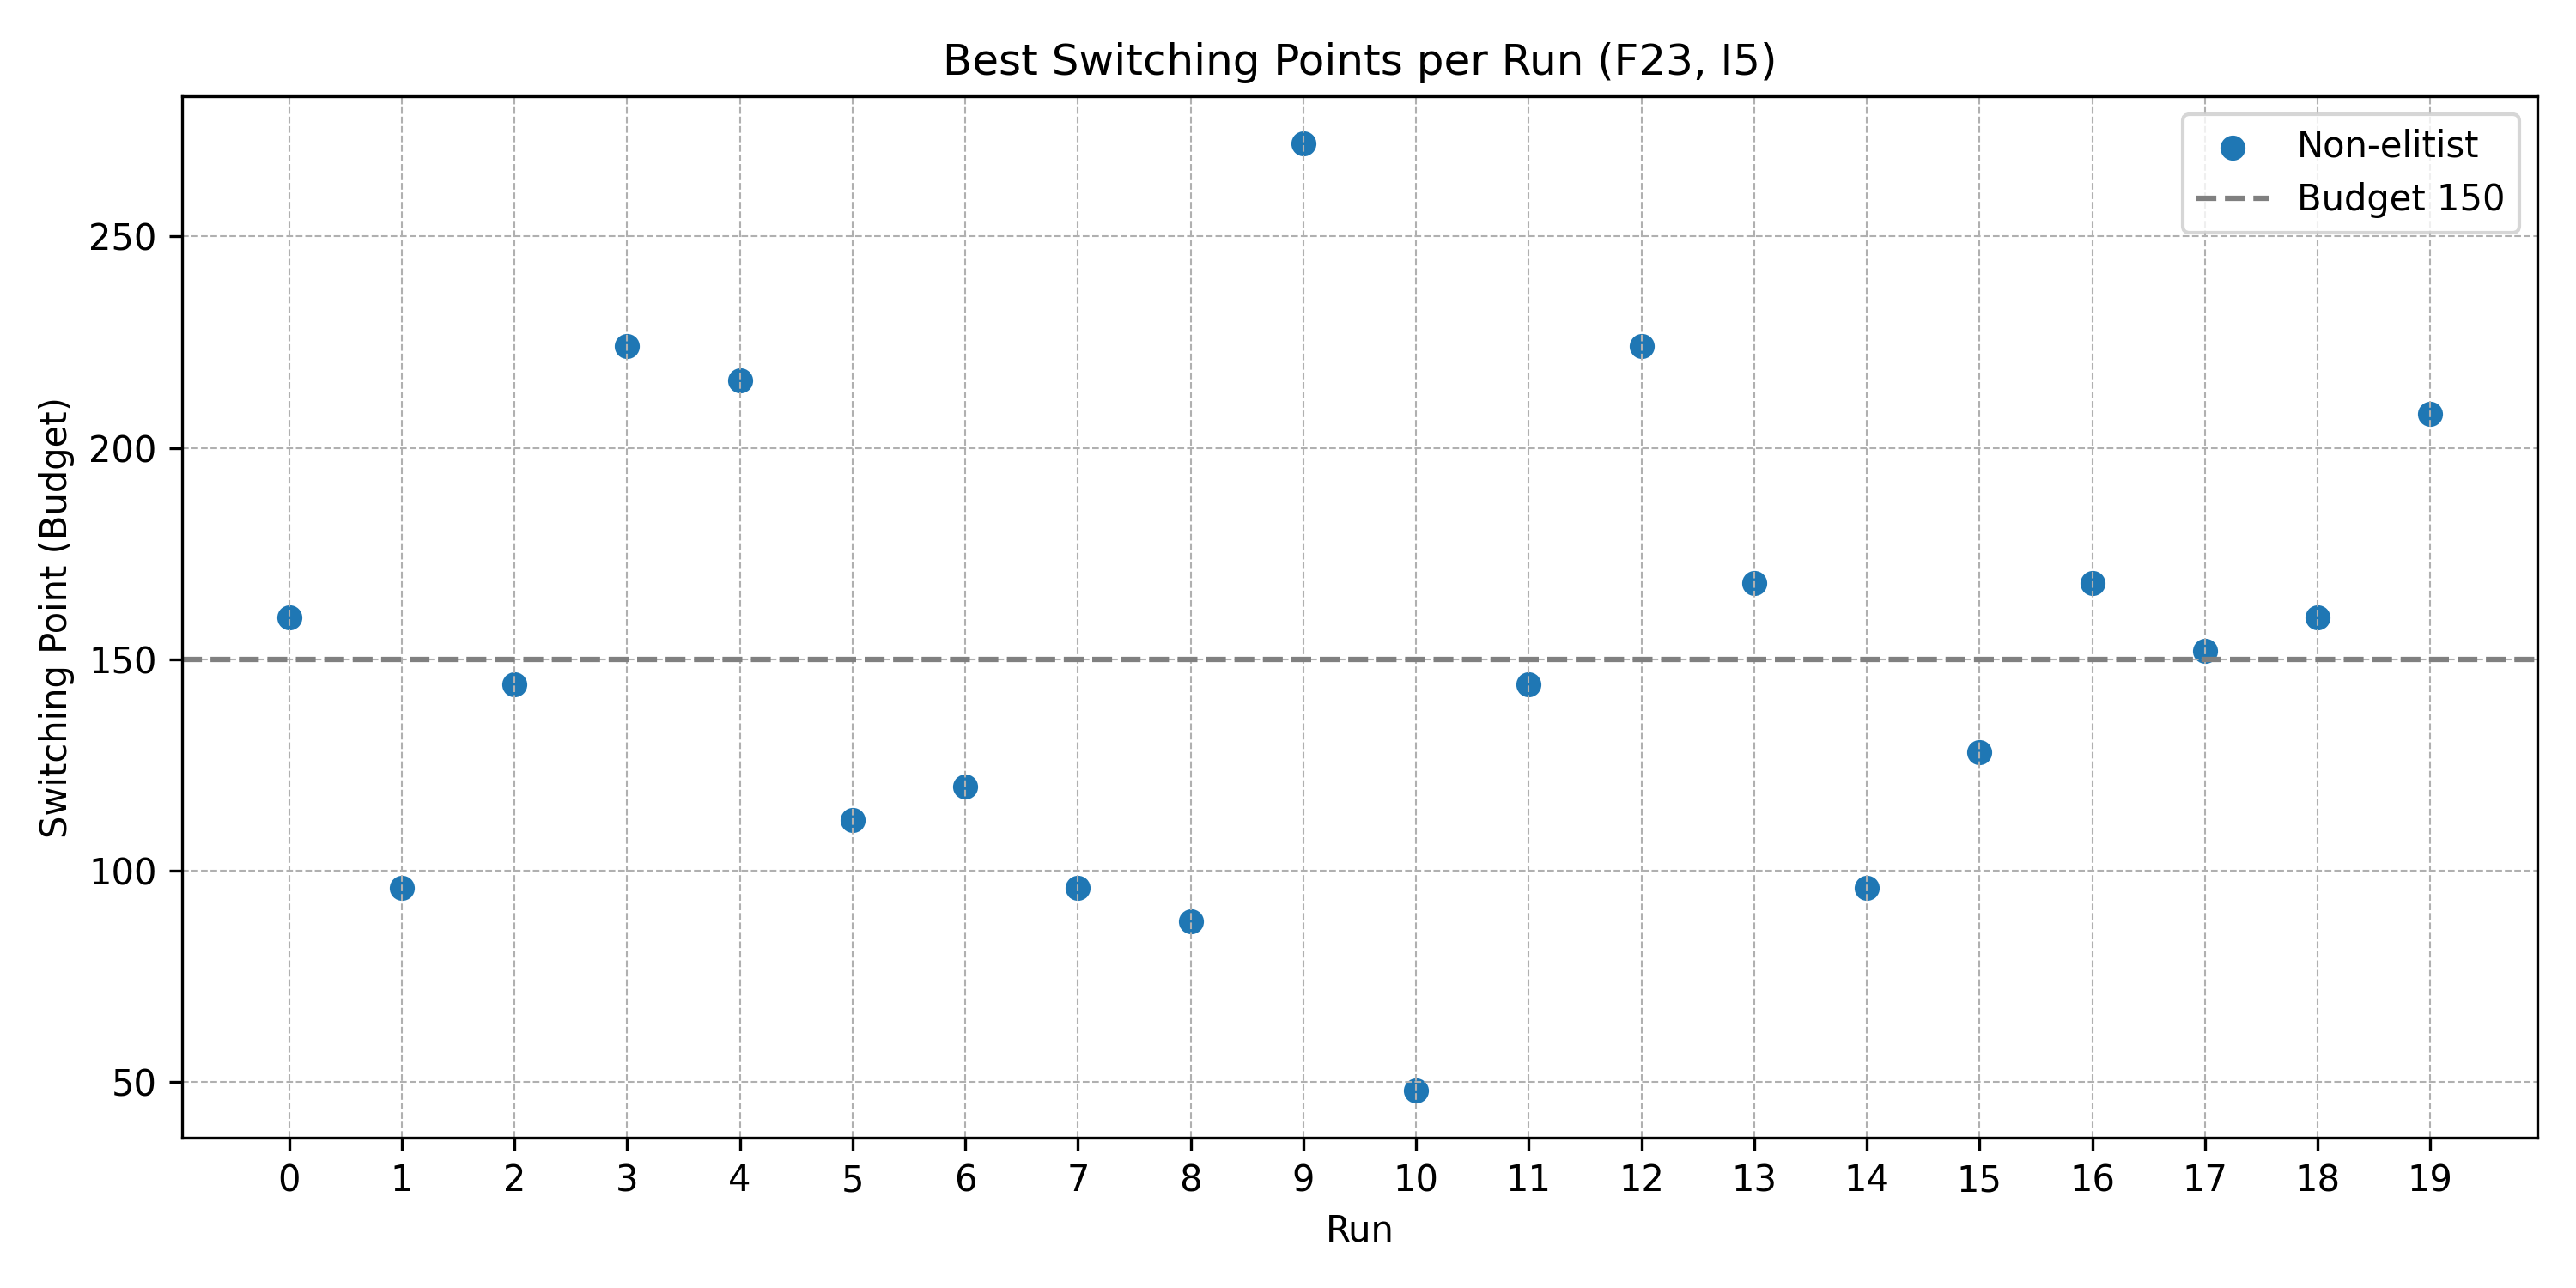 Best Switching Points per Run (F23, I5)
Non-elitist
Budget 150
Switching Point (Budget)
250
200
150
100
50
0 1 2 3 4 5 6 7 8 9 10 11 12 13 14 15 16 17 18 19
Run